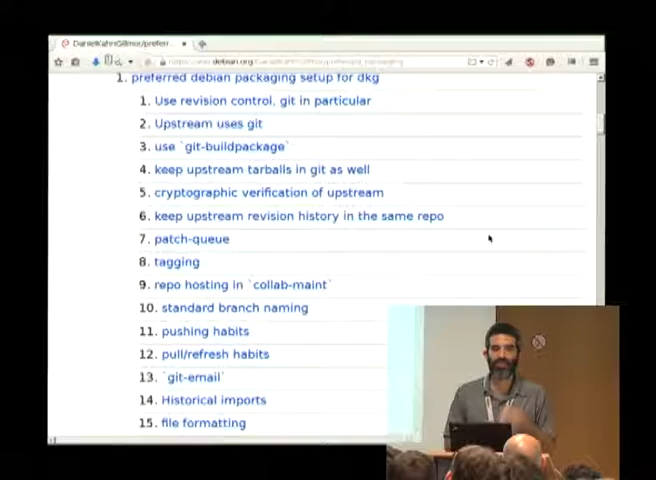 DanielKahnGillmor/preferr...
1. preferred debian packaging setup for dkg
1. Use revision control, git in particular
2. Upstream uses git
3. use `git-buildpackage`
4. keep upstream tarballs in git as well
5. cryptographic verification of upstream
6. keep upstream revision history in the same repo
7. patch-queue
8. tagging
9. repo hosting in `collab-maint`
10. standard branch naming
11. pushing habits
12. pull/refresh habits
13. `git-email`
14. Historical imports
15. file formatting